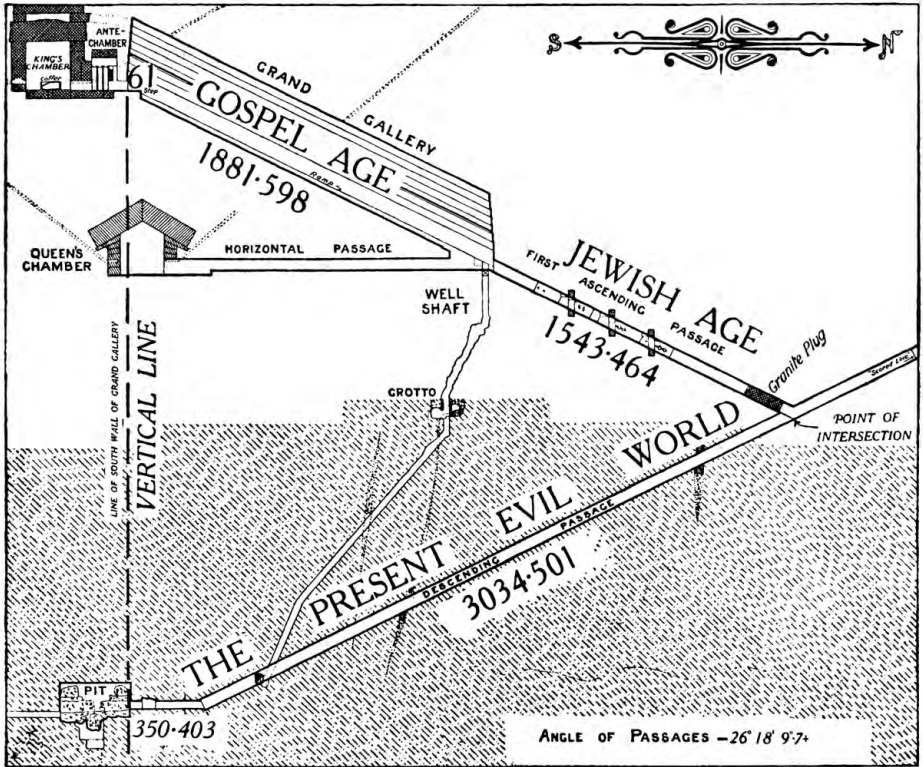 ANTE-
CHAMBER
KING'S
CHAMBER
Coffer
61
Step
S
N
GRAND
GALLERY
GOSPEL AGE
1881·598
Ramp
QUEEN'S
CHAMBER
HORIZONTAL PASSAGE
WELL
SHAFT
JEWISH AGE
FIRST
ASCENDING
PASSAGE
1543·464
Granite Plug
"Scored Line"
POINT OF
INTERSECTION
GROTTO
LINE OF SOUTH WALL OF GRAND GALLERY
VERTICAL LINE
THE PRESENT EVIL WORLD
DESCENDING PASSAGE
3034·501
PIT
350·403
ANGLE OF PASSAGES –26° 18' 9·7+